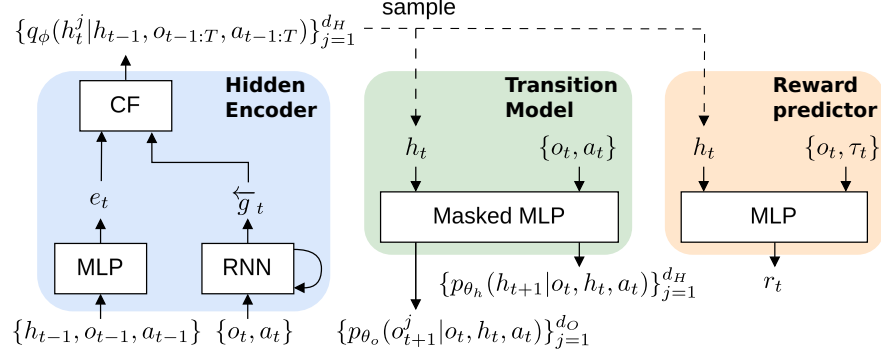 sample
{q_ϕ(h_t^j|h_{t−1}, o_{t−1:T}, a_{t−1:T})}_{j=1}^{d_H}
Hidden
Encoder
CF
e_t
\overleftarrow{g}_t
MLP
RNN
{h_{t−1}, o_{t−1}, a_{t−1}}
{o_t, a_t}
Transition
Model
h_t
{o_t, a_t}
Masked MLP
{p_{θ_h}(h_{t+1}|o_t, h_t, a_t)}_{j=1}^{d_H}
{p_{θ_o}(o_{t+1}^j|o_t, h_t, a_t)}_{j=1}^{d_O}
Reward
predictor
h_t
{o_t, τ_t}
MLP
r_t